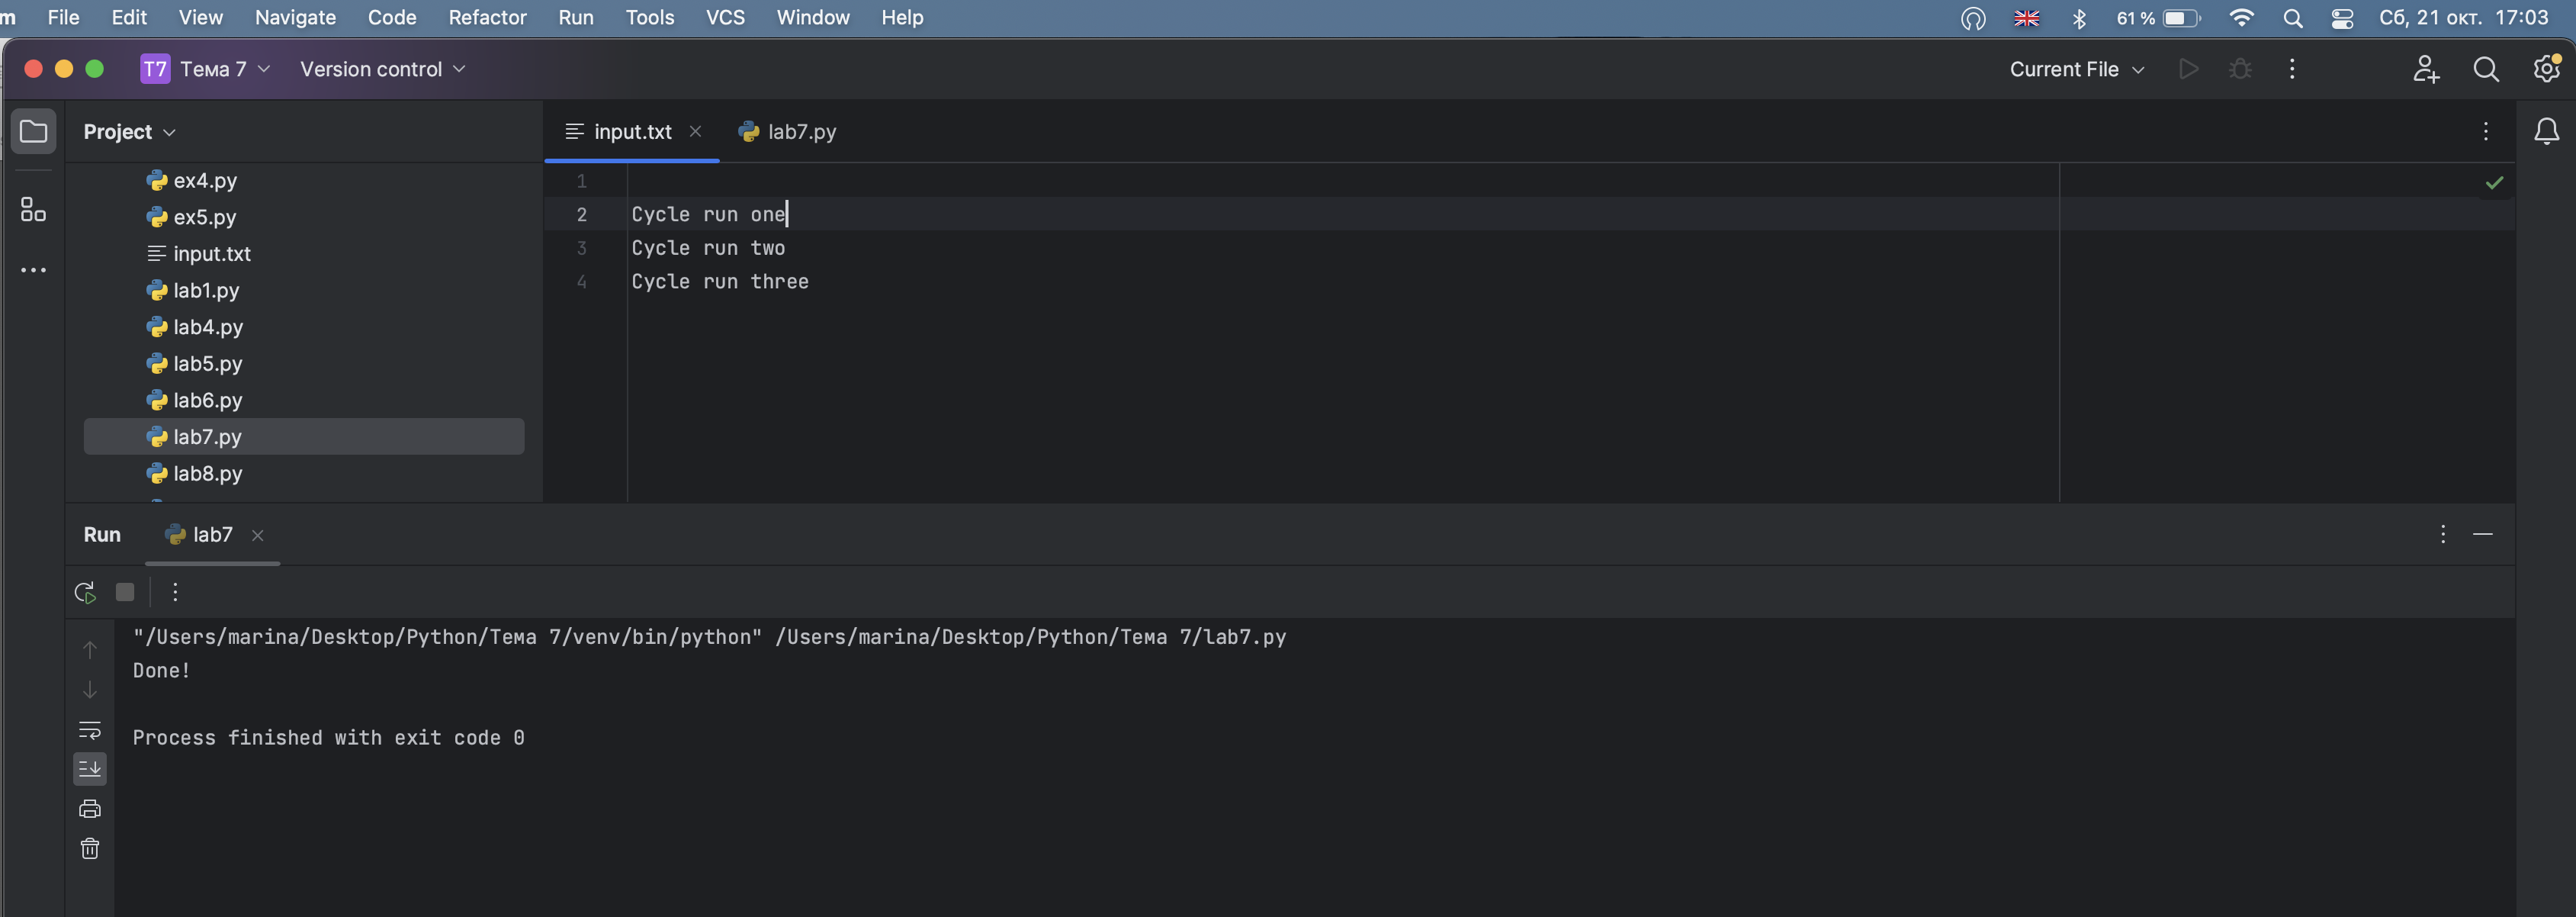 m File Edit View Navigate Code Refactor Run Tools VCS Window Help 61 % Сб, 21 окт. 17:03
T7 Тема 7 Version control Current File
Project
input.txt lab7.py
ex4.py
ex5.py
input.txt
lab1.py
lab4.py
lab5.py
lab6.py
lab7.py
lab8.py
1
2 Cycle run one
3 Cycle run two
4 Cycle run three
Run lab7
"/Users/marina/Desktop/Python/Тема 7/venv/bin/python" /Users/marina/Desktop/Python/Тема 7/lab7.py
Done!
Process finished with exit code 0